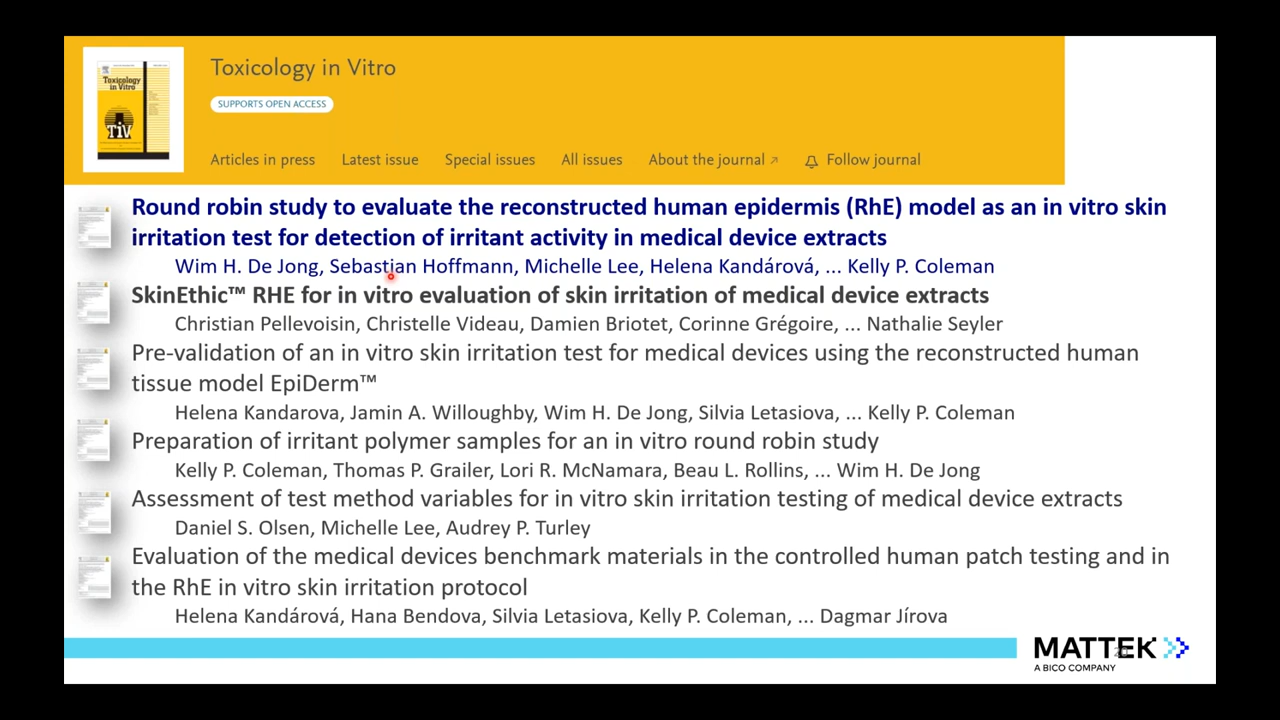 Toxicology in Vitro
SUPPORTS OPEN ACCESS
Articles in press Latest issue Special issues All issues About the journal ↗ Follow journal
Toxicology
in Vitro
TiV
Round robin study to evaluate the reconstructed human epidermis (RhE) model as an in vitro skin
irritation test for detection of irritant activity in medical device extracts
Wim H. De Jong, Sebastian Hoffmann, Michelle Lee, Helena Kandárová, ... Kelly P. Coleman
SkinEthic™ RHE for in vitro evaluation of skin irritation of medical device extracts
Christian Pellevoisin, Christelle Videau, Damien Briotet, Corinne Grégoire, ... Nathalie Seyler
Pre-validation of an in vitro skin irritation test for medical devices using the reconstructed human
tissue model EpiDerm™
Helena Kandarova, Jamin A. Willoughby, Wim H. De Jong, Silvia Letasiova, ... Kelly P. Coleman
Preparation of irritant polymer samples for an in vitro round robin study
Kelly P. Coleman, Thomas P. Grailer, Lori R. McNamara, Beau L. Rollins, ... Wim H. De Jong
Assessment of test method variables for in vitro skin irritation testing of medical device extracts
Daniel S. Olsen, Michelle Lee, Audrey P. Turley
Evaluation of the medical devices benchmark materials in the controlled human patch testing and in
the RhE in vitro skin irritation protocol
Helena Kandárová, Hana Bendova, Silvia Letasiova, Kelly P. Coleman, ... Dagmar Jírova
MATTEK
A BICO COMPANY